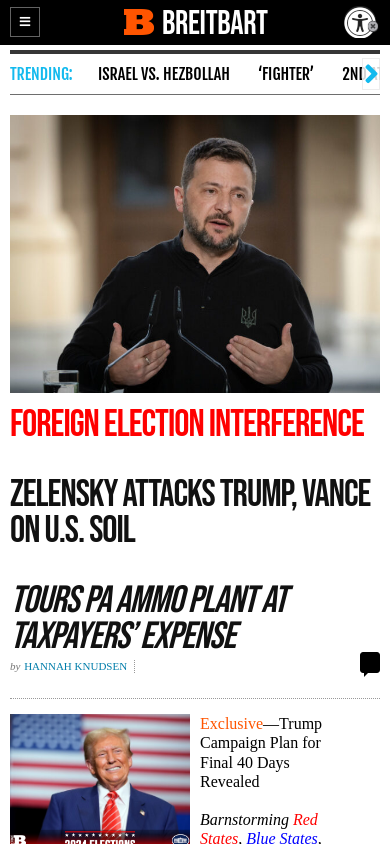 BREITBART
TRENDING: ISRAEL VS. HEZBOLLAH 'FIGHTER' 2ND
FOREIGN ELECTION INTERFERENCE
ZELENSKY ATTACKS TRUMP, VANCE
ON U.S. SOIL
TOURS PA AMMO PLANT AT
TAXPAYERS' EXPENSE
by HANNAH KNUDSEN
Exclusive—Trump
Campaign Plan for
Final 40 Days
Revealed
Barnstorming Red
States, Blue States,
2024 ELECTIONS